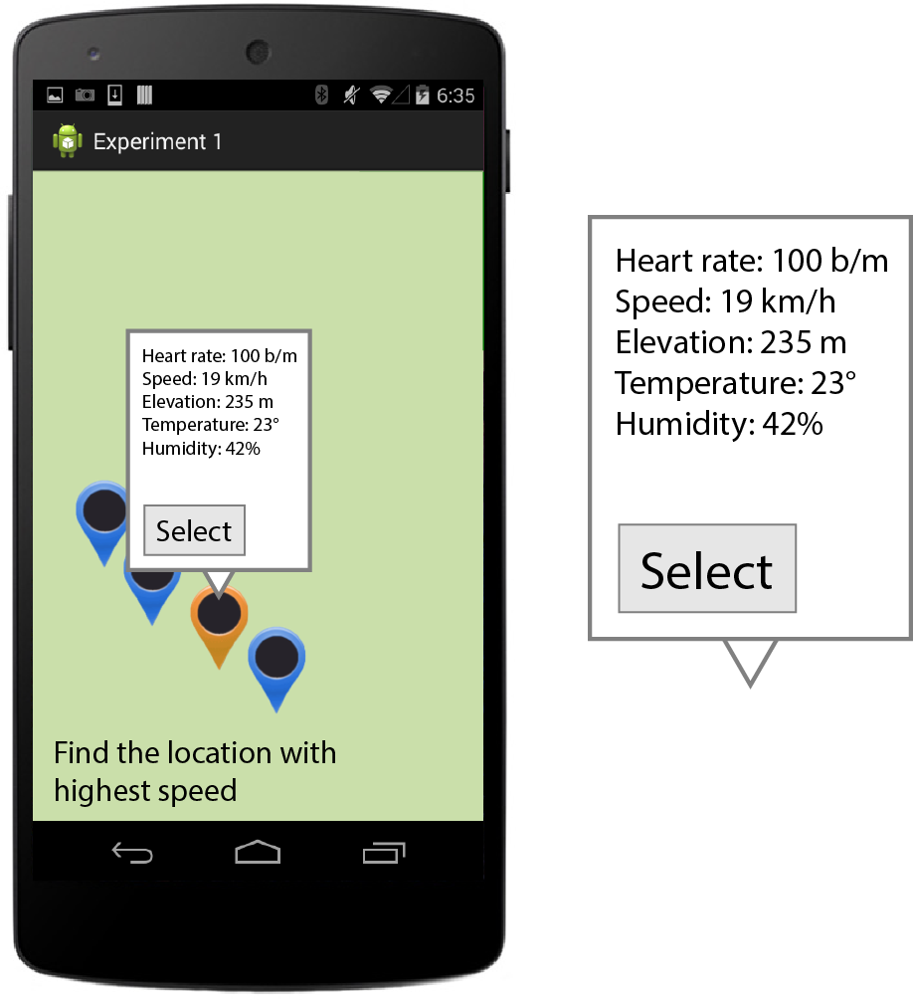 6:35
Experiment 1
Heart rate: 100 b/m
Speed: 19 km/h
Elevation: 235 m
Temperature: 23°
Humidity: 42%
Select
Find the location with
highest speed
Heart rate: 100 b/m
Speed: 19 km/h
Elevation: 235 m
Temperature: 23°
Humidity: 42%
Select